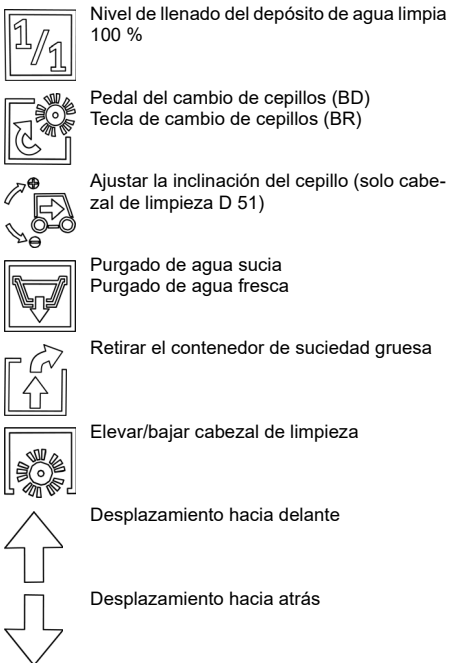 1/1
Nivel de llenado del depósito de agua limpia
100 %
Pedal del cambio de cepillos (BD)
Tecla de cambio de cepillos (BR)
Ajustar la inclinación del cepillo (solo cabe-
zal de limpieza D 51)
Purgado de agua sucia
Purgado de agua fresca
Retirar el contenedor de suciedad gruesa
Elevar/bajar cabezal de limpieza
Desplazamiento hacia delante
Desplazamiento hacia atrás